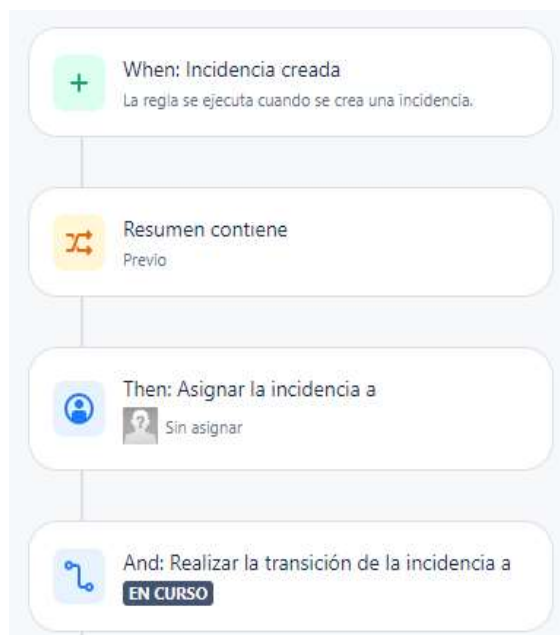 When: Incidencia creada
La regla se ejecuta cuando se crea una incidencia.
Resumen contiene
Previo
Then: Asignar la incidencia a
Sin asignar
And: Realizar la transición de la incidencia a
EN CURSO